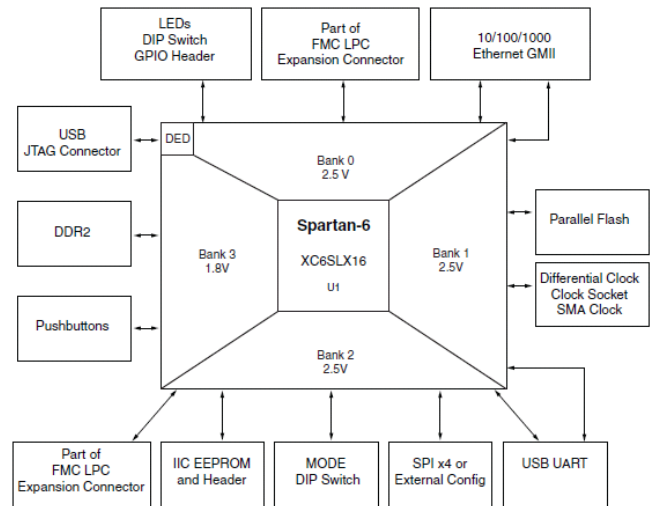 LEDs
DIP Switch
GPIO Header
Part of
FMC LPC
Expansion Connector
10/100/1000
Ethernet GMII
USB
JTAG Connector
DED
Bank 0
2.5 V
DDR2
Bank 3
1.8V
Spartan-6
XC6SLX16
U1
Bank 1
2.5V
Parallel Flash
Differential Clock
Clock Socket
SMA Clock
Pushbuttons
Bank 2
2.5V
Part of
FMC LPC
Expansion Connector
IIC EEPROM
and Header
MODE
DIP Switch
SPI x4 or
External Config
USB UART